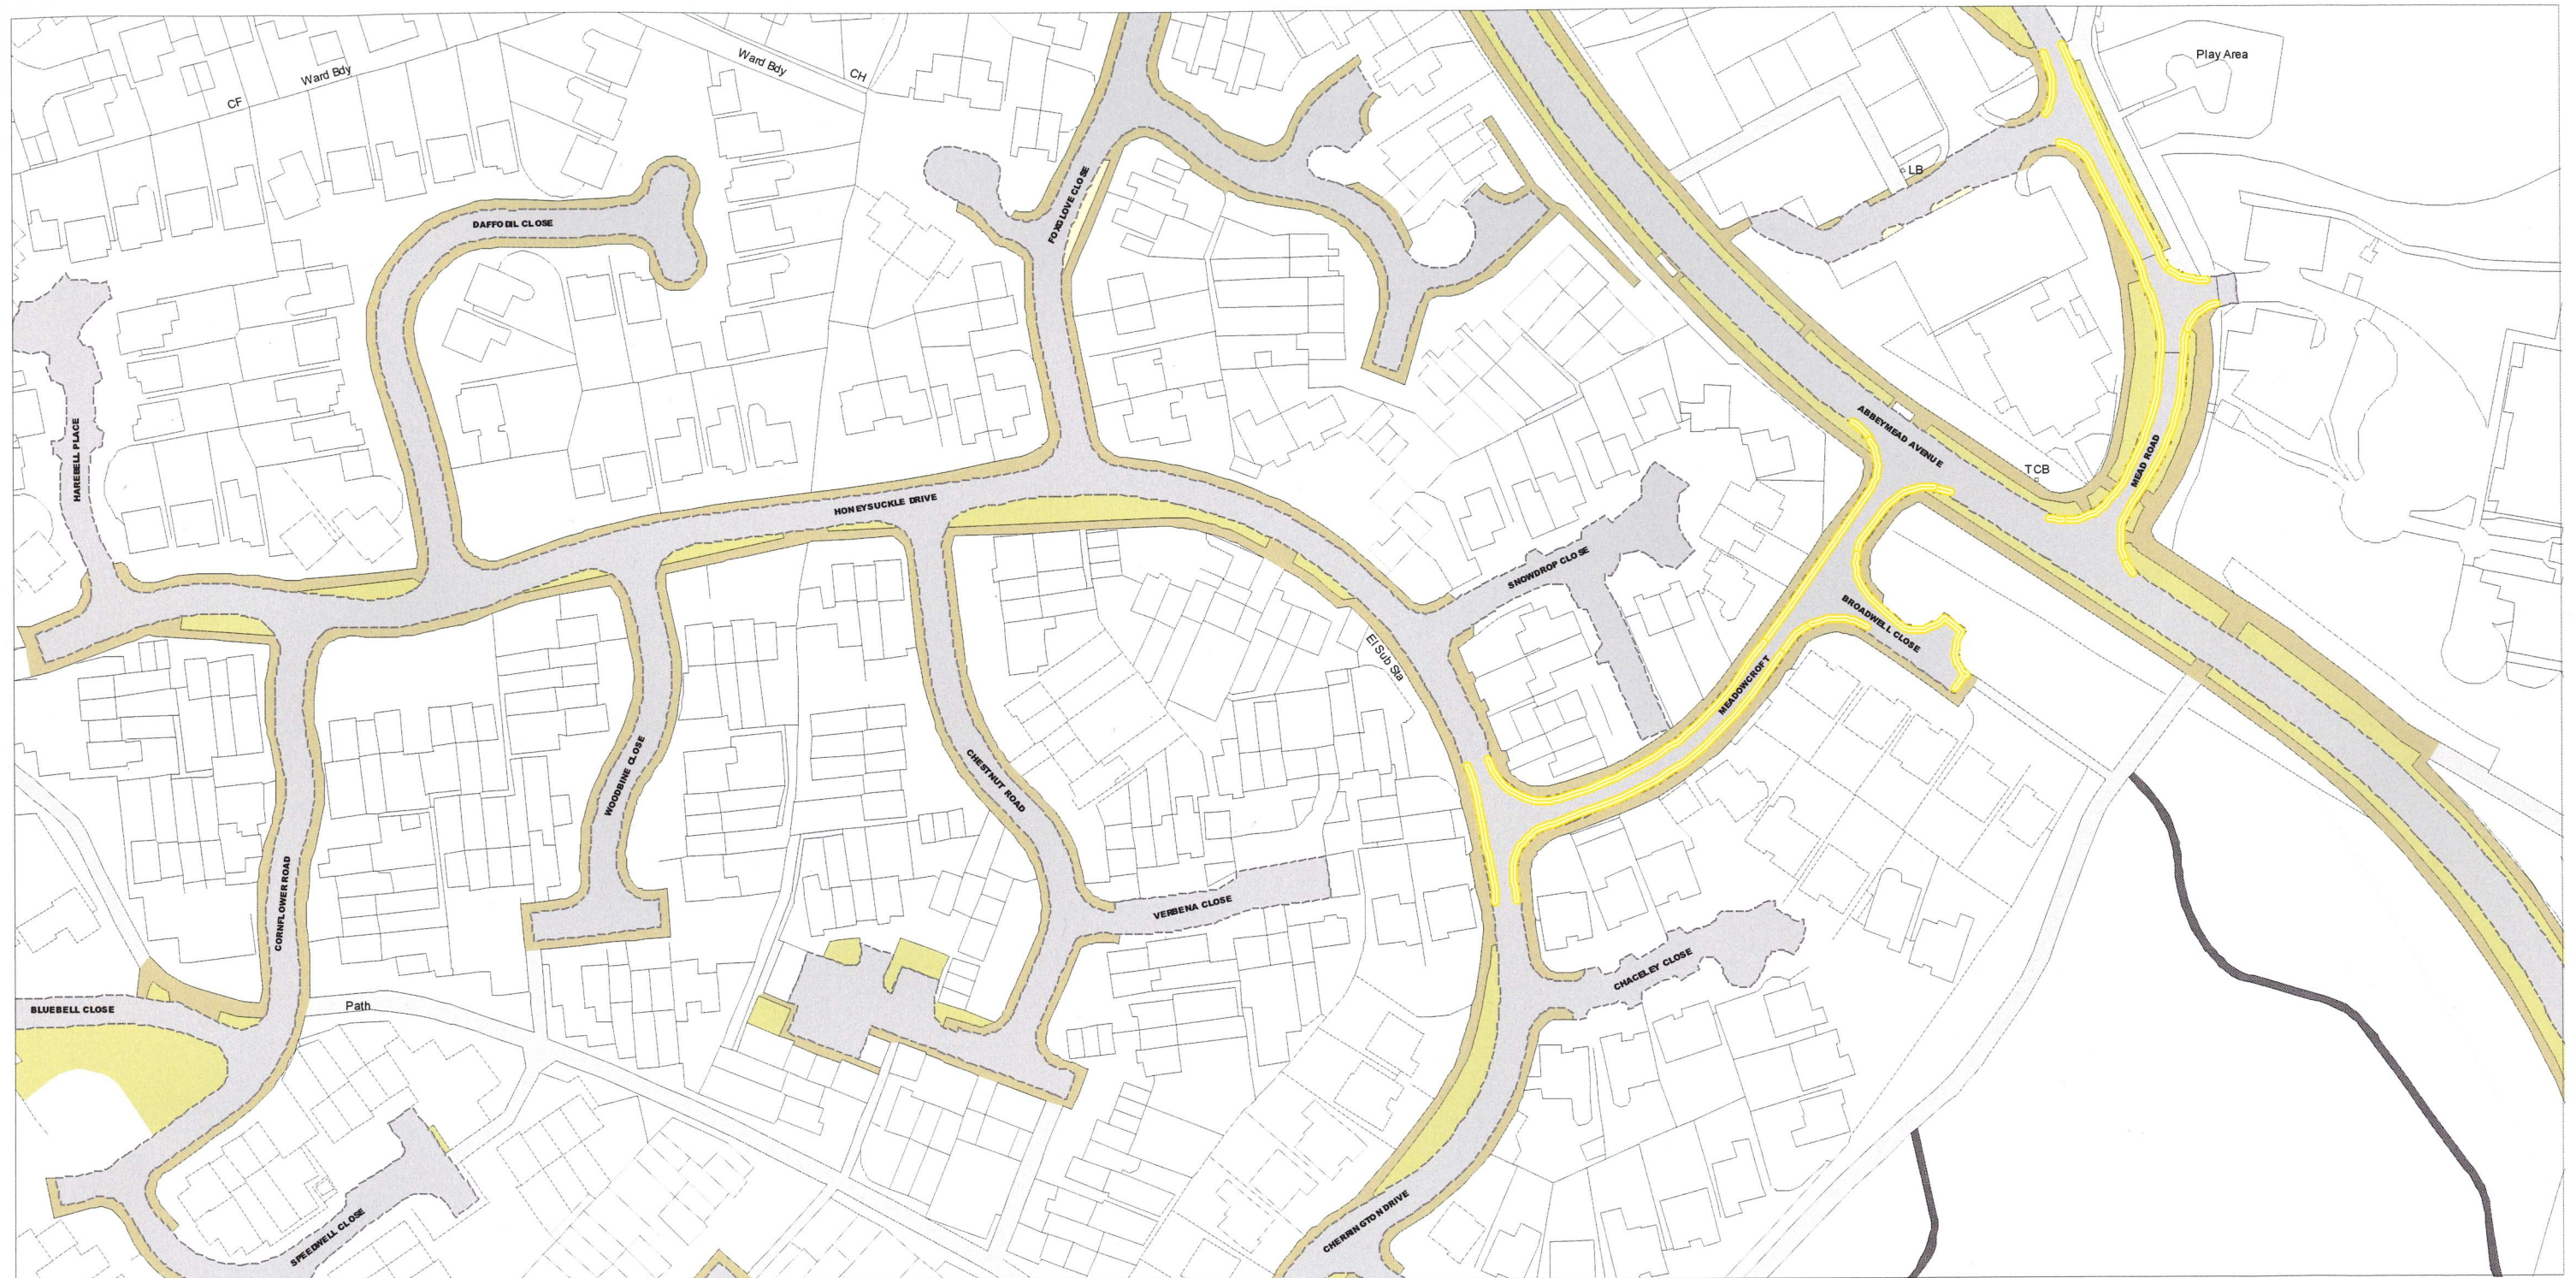 Play Area
Ward Bdy
Ward Bdy
CH
CF
LB
FOXGLOVE CLOSE
DAFFODIL CLOSE
ABBEYMEAD AVENUE
HAREBELL PLACE
MEAD ROAD
TCB
HONEYSUCKLE DRIVE
SNOWDROP CLOSE
BROADWELL CLOSE
El Sub Sta
MEADOWCROFT
WOODBINE CLOSE
CHESTNUT ROAD
CORNFLOWER ROAD
VERBENA CLOSE
CHACELEY CLOSE
BLUEBELL CLOSE
Path
CHERRINGTON DRIVE
SPEEDWELL CLOSE